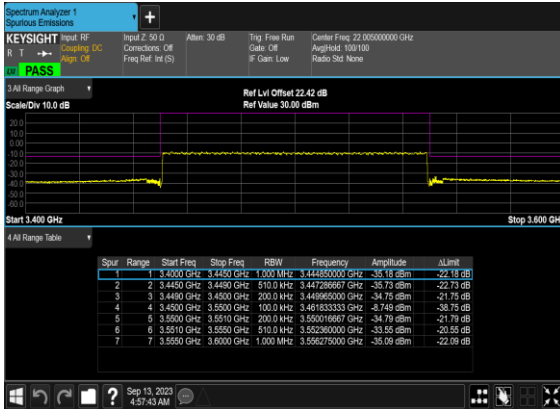 Spectrum Analyzer 1
Spurious Emissions
+
KEYSIGHT Input: RF Input Z: 50 Ω Atten: 30 dB Trig: Free Run Center Freq: 22.005000000 GHz
R T Coupling: DC Corrections: Off Gate: Off Avg|Hold: 100/100
Align: Off Freq Ref: Int (S) IF Gain: Low Radio Std: None
PASS
3 All Range Graph
Ref Lvl Offset 22.42 dB
Scale/Div 10.0 dB Ref Value 30.00 dBm
20.0
10.0
0.00
-10.0
-20.0
-30.0
-40.0
-50.0
-60.0
Start 3.400 GHz Stop 3.600 GH
4 All Range Table
Spur Range Start Freq Stop Freq RBW Frequency Amplitude ΔLimit
1 1 3.4000 GHz 3.4450 GHz 1.000 MHz 3.444850000 GHz -35.18 dBm -22.18 dB
2 2 3.4450 GHz 3.4490 GHz 510.0 kHz 3.447286667 GHz -35.73 dBm -22.73 dB
3 3 3.4490 GHz 3.4500 GHz 200.0 kHz 3.449965000 GHz -34.75 dBm -21.75 dB
4 4 3.4500 GHz 3.5500 GHz 100.0 kHz 3.461833333 GHz -8.749 dBm -38.75 dB
5 5 3.5500 GHz 3.5510 GHz 200.0 kHz 3.550016667 GHz -34.79 dBm -21.79 dB
6 6 3.5510 GHz 3.5550 GHz 510.0 kHz 3.552360000 GHz -33.55 dBm -20.55 dB
7 7 3.5550 GHz 3.6000 GHz 1.000 MHz 3.556275000 GHz -35.09 dBm -22.09 dB
?
Sep 13, 2023
4:57:43 AM